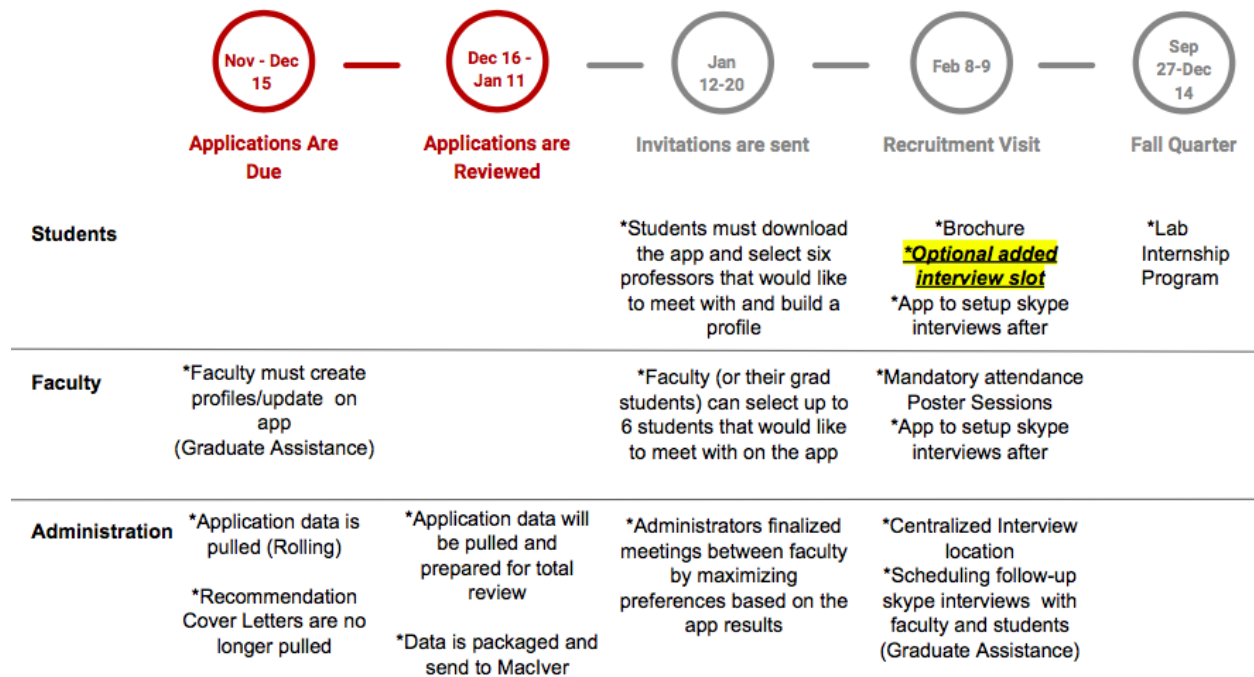 Nov - Dec
15
Dec 16 -
Jan 11
Jan
12-20
Feb 8-9
Sep
27-Dec
14
Applications Are
Due
Applications are
Reviewed
Invitations are sent
Recruitment Visit
Fall Quarter
Students
*Students must download
the app and select six
professors that would like
to meet with and build a
profile
*Brochure
*Optional added
interview slot
*App to setup skype
interviews after
*Lab
Internship
Program
Faculty
*Faculty must create
profiles/update on
app
(Graduate Assistance)
*Faculty (or their grad
students) can select up to
6 students that would like
to meet with on the app
*Mandatory attendance
Poster Sessions
*App to setup skype
interviews after
Administration
*Application data is
pulled (Rolling)
*Recommendation
Cover Letters are no
longer pulled
*Application data will
be pulled and
prepared for total
review
*Data is packaged and
send to MacIver
*Administrators finalized
meetings between faculty
by maximizing
preferences based on the
app results
*Centralized Interview
location
*Scheduling follow-up
skype interviews with
faculty and students
(Graduate Assistance)